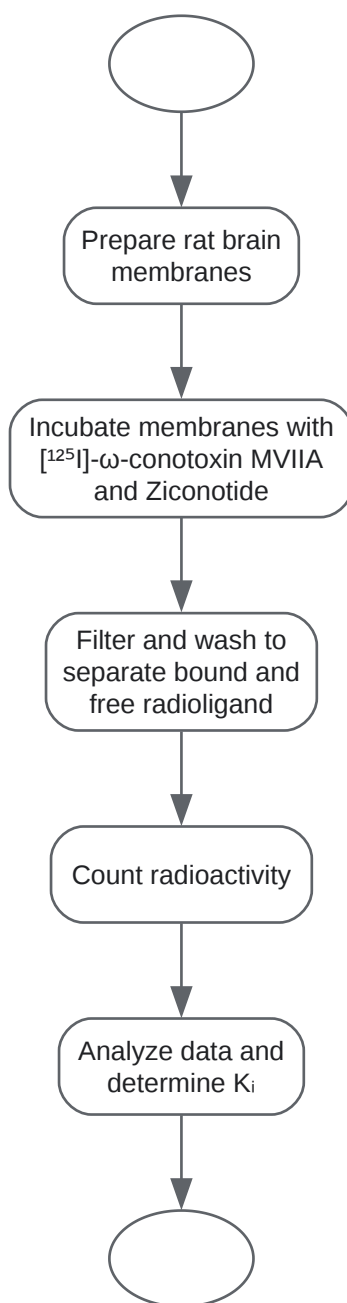 Prepare rat brain
membranes
Incubate membranes with
[¹²⁵I]-ω-conotoxin MVIIA
and Ziconotide
Filter and wash to
separate bound and
free radioligand
Count radioactivity
Analyze data and
determine Kᵢ